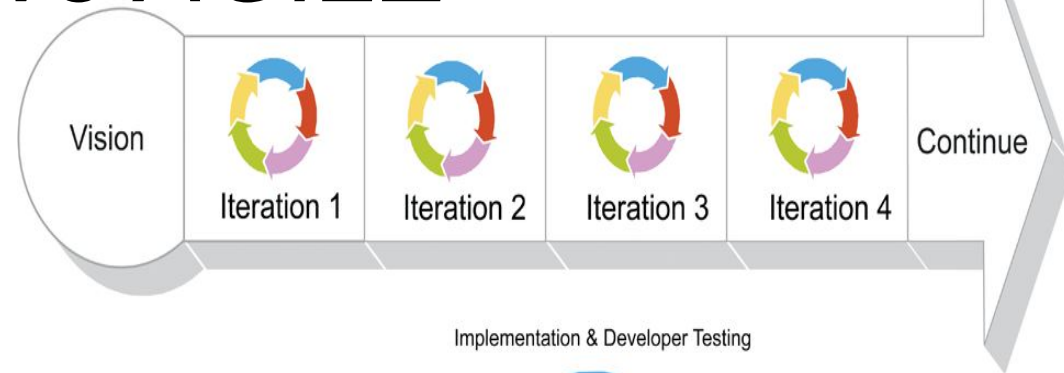 Vision
Iteration 1
Iteration 2
Iteration 3
Iteration 4
Continue
Implementation & Developer Testing